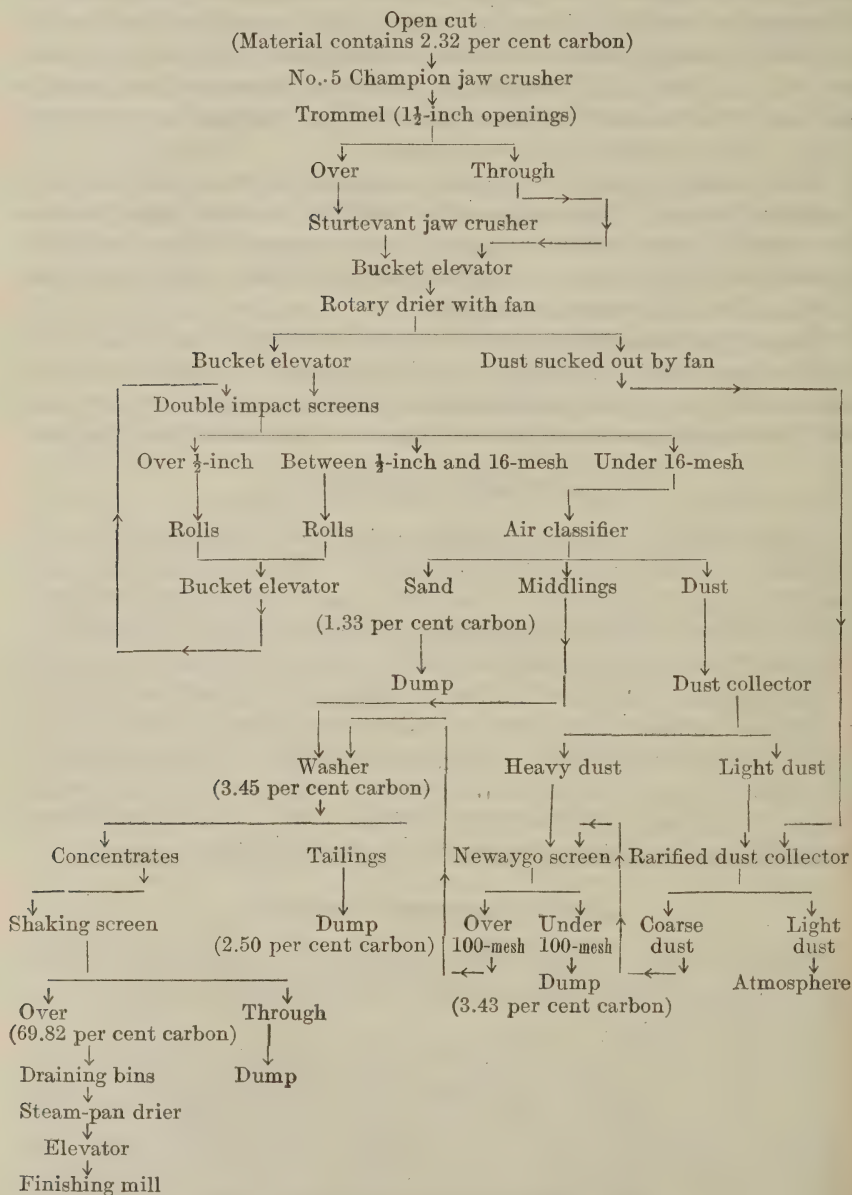 Open cut
(Material contains 2.32 per cent carbon)
No. 5 Champion jaw crusher
Trommel (1½-inch openings)
Over Through
Sturtevant jaw crusher
Bucket elevator
Rotary drier with fan
Bucket elevator Dust sucked out by fan
Double impact screens
Over ½-inch Between ½-inch and 16-mesh Under 16-mesh
Rolls Rolls Air classifier
Bucket elevator Sand Middlings Dust
(1.33 per cent carbon)
Dump Dust collector
Washer Heavy dust Light dust
(3.45 per cent carbon)
Concentrates Tailings Newaygo screen Rarified dust collector
Shaking screen Dump Over Under Coarse Light
(2.50 per cent carbon) 100-mesh 100-mesh dust dust
Dump Atmosphere
Over Through (3.43 per cent carbon)
(69.82 per cent carbon)
Draining bins Dump
Steam-pan drier
Elevator
Finishing mill